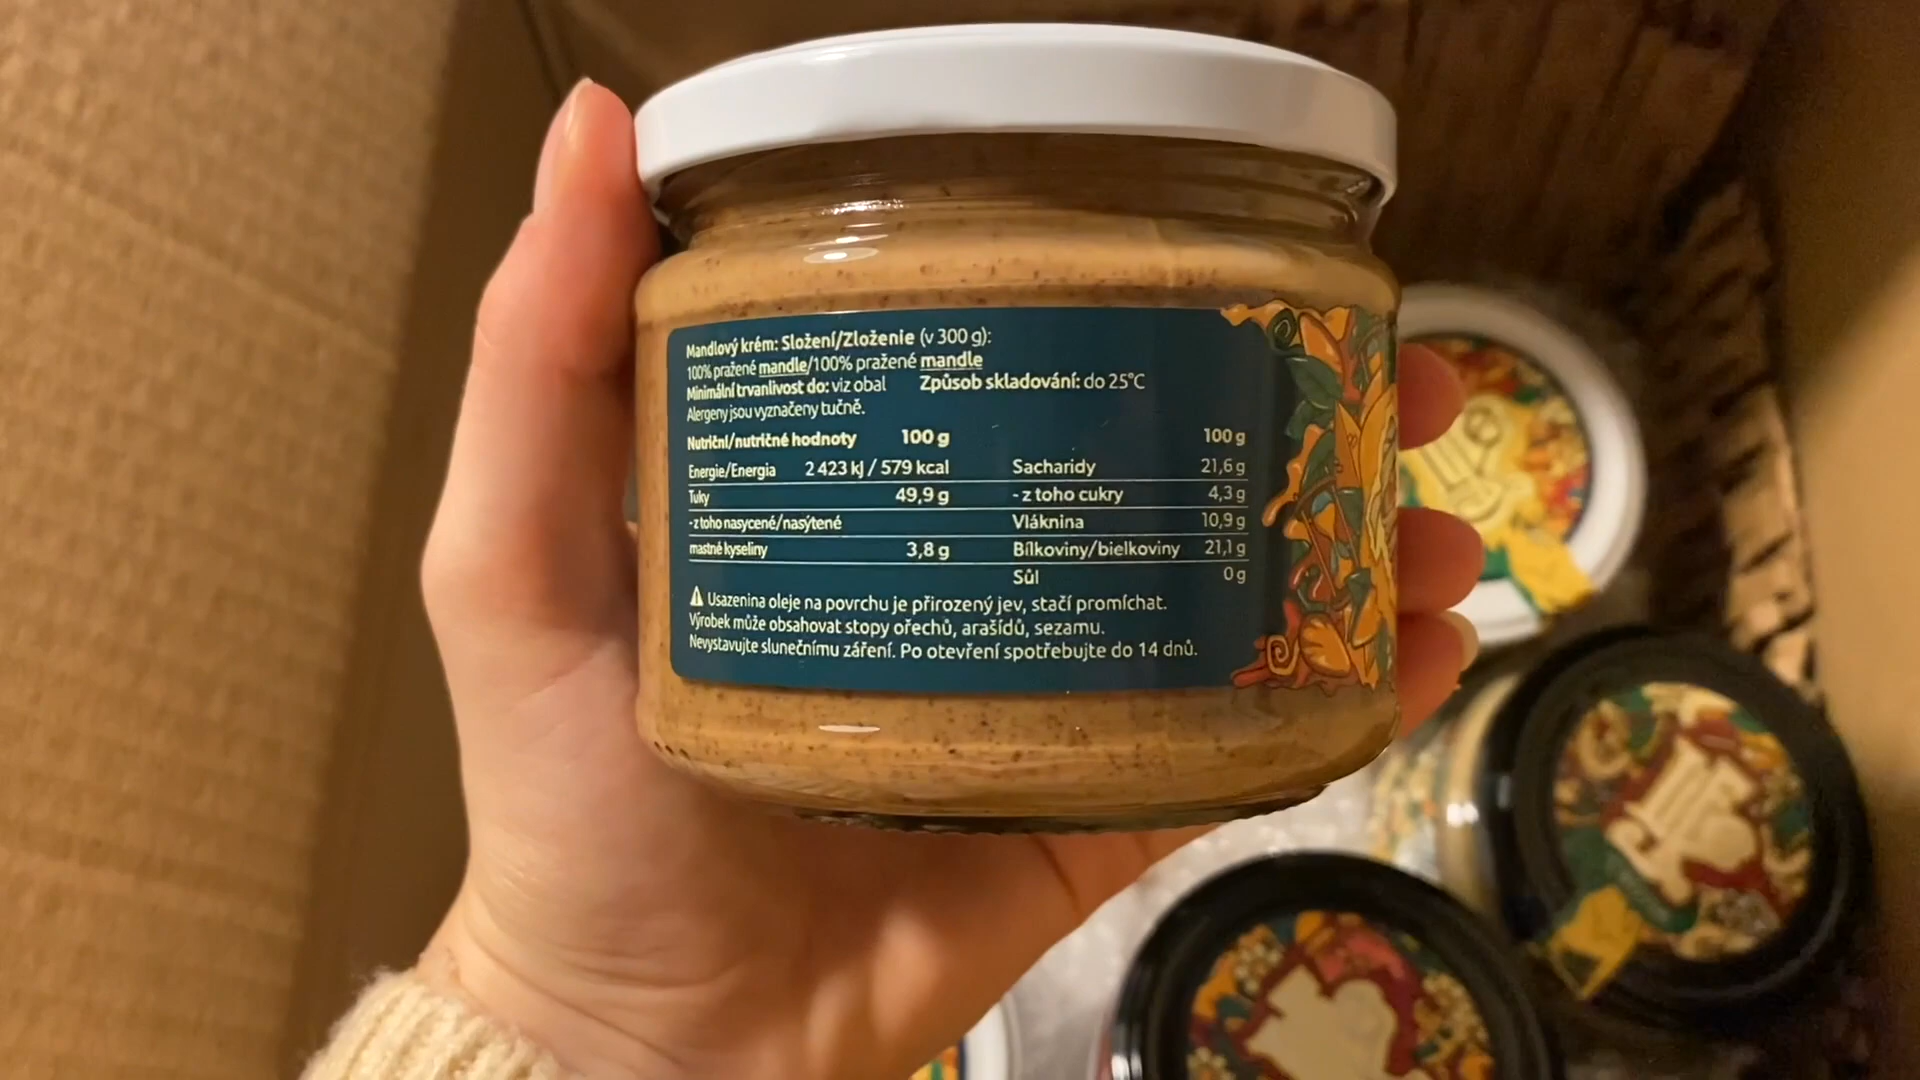 Mandlový krém: Složení/Zloženie (v 300 g):
100% pražené mandle/100% pražené mandle
Minimální trvanlivost do: viz obal Způsob skladování: do 25°C
Alergeny jsou vyznačeny tučně.
Nutriční/nutričné hodnoty 100 g 100 g
Energie/Energia 2 423 kJ / 579 kcal Sacharidy 21,6 g
Tuky 49,9 g - z toho cukry 4,3 g
- z toho nasycené/nasýtené Vláknina 10,9 g
mastné kyseliny 3,8 g Bílkoviny/bielkoviny 21,1 g
Sůl 0 g
Usazenina oleje na povrchu je přirozený jev, stačí promíchat.
Výrobek může obsahovat stopy ořechů, arašídů, sezamu.
Nevystavujte slunečnímu záření. Po otevření spotřebujte do 14 dnů.